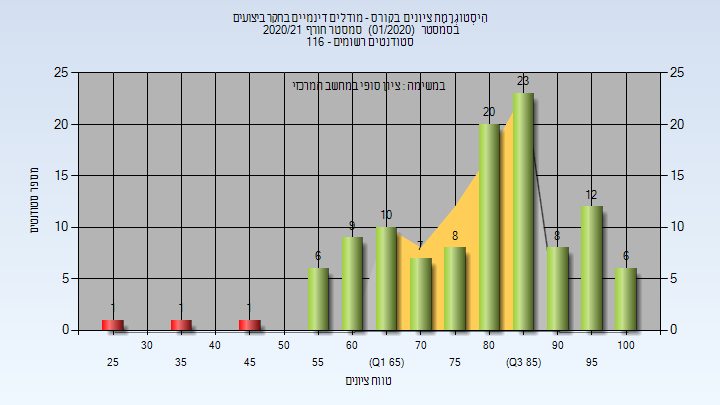 היסטוגרמת ציונים בקורס - מודלים דינמיים בחקר ביצועים
בסמסטר (01/2020) סמסטר חורף 2020/21
סטודנטים רשומים - 116
במשימה : ציון סופי במחשב המרכזי
מספר סטודנטים
25 20 15 10 5 0
1 1 1 6 9 10 7 8 20 23 8 12 6
25 20 15 10 5 0
30 40 50 60 70 80 90 100
25 35 45 55 (Q1 65) 75 (Q3 85) 95
טווח ציונים